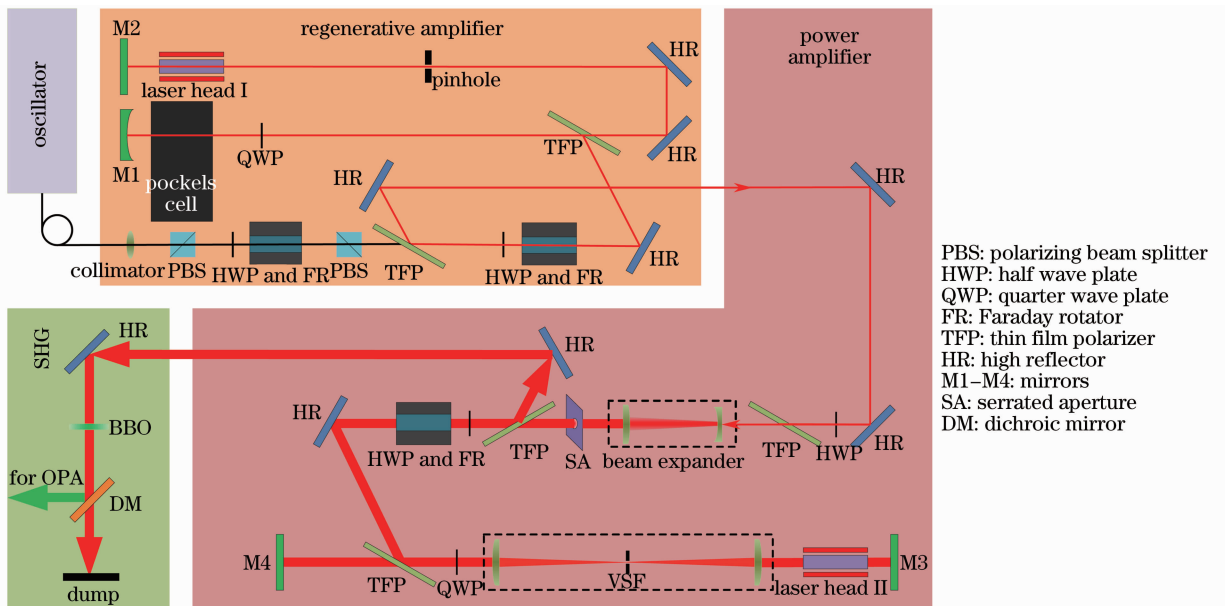 oscillator
M2
regenerative amplifier
HR
power
amplifier
laser head I
pinhole
M1
QWP
TFP
HR
pockels
cell
HR
HR
collimator
PBS
HWP and FR
PBS
TFP
HWP and FR
HR
PBS: polarizing beam splitter
HWP: half wave plate
QWP: quarter wave plate
FR: Faraday rotator
TFP: thin film polarizer
HR: high reflector
M1–M4: mirrors
SA: serrated aperture
DM: dichroic mirror
SHG
HR
HR
HR
BBO
HWP and FR
TFP
SA
beam expander
TFP
HWP
HR
for OPA
DM
dump
M4
TFP
QWP
VSF
laser head II
M3